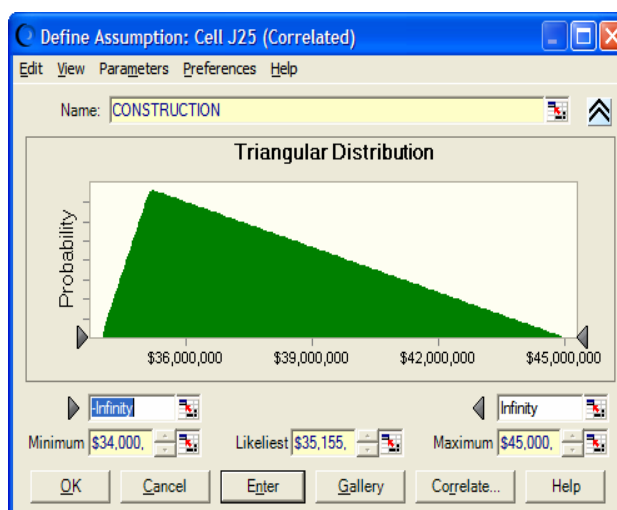 Define Assumption: Cell J25 (Correlated)
Edit View Parameters Preferences Help
Name: CONSTRUCTION
Triangular Distribution
Probability
$36,000,000 $39,000,000 $42,000,000 $45,000,000
-Infinity Infinity
Minimum $34,000, Likeliest $35,155, Maximum $45,000,
OK Cancel Enter Gallery Correlate... Help